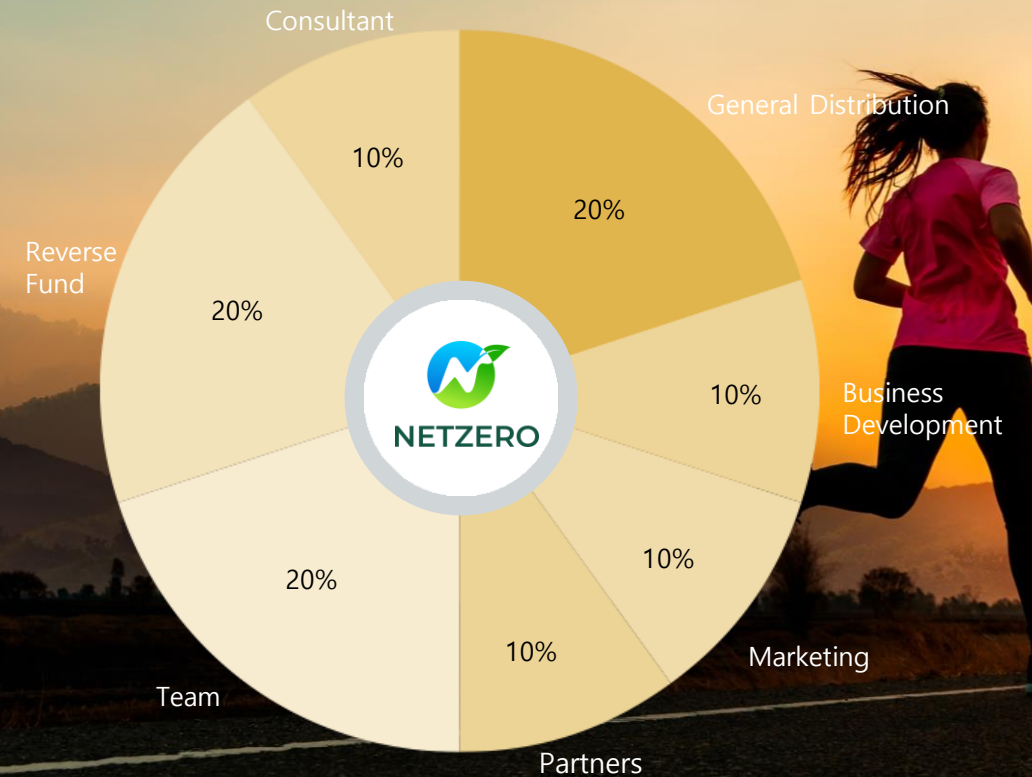 Consultant
General Distribution
10%
20%
Reverse
Fund
20%
10%
Business
Development
NETZERO
10%
20%
10%
Marketing
Team
Partners